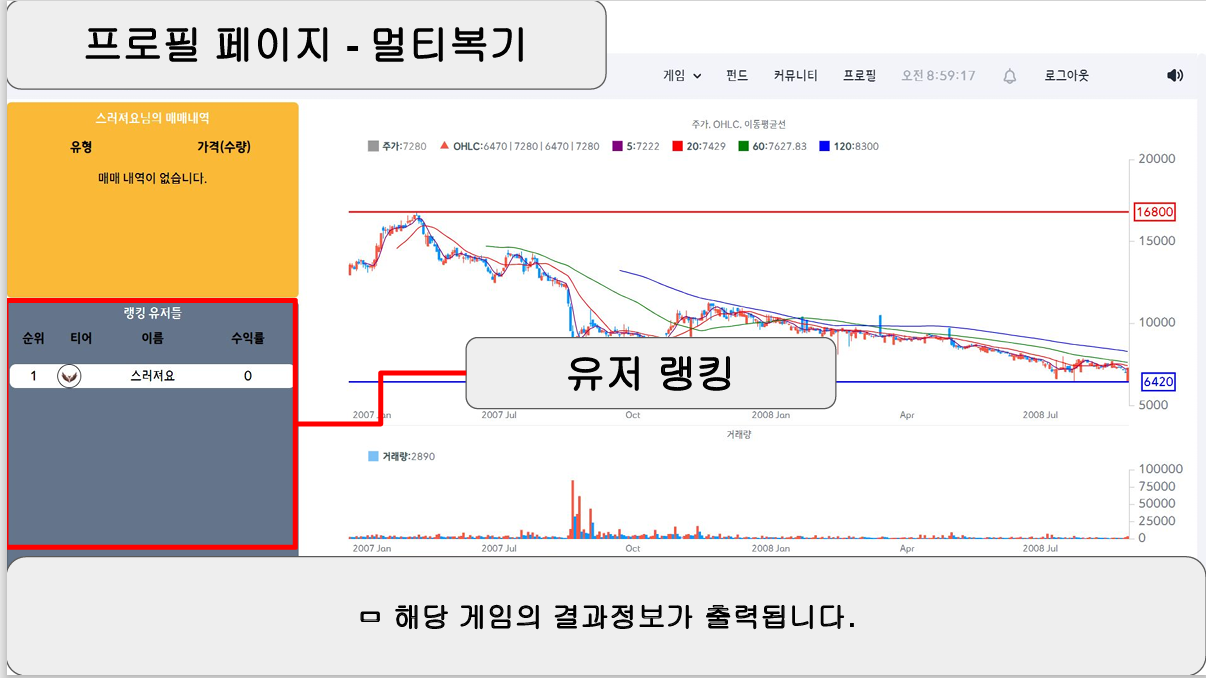 프로필 페이지 - 멀티복기
게임 펀드 커뮤니티 프로필 오전 8:59:17 로그아웃
스러져요님의 매매내역
유형 가격(수량)
매매 내역이 없습니다.
랭킹 유저들
순위 티어 이름 수익률
1 스러져요 0
주가, OHLC, 이동평균선
주가:7280 OHLC:6470 | 7280 | 6470 | 7280 5:7222 20:7429 60:7627.83 120:8300
20000
16800
15000
10000
6420
5000
유저 랭킹
2007 Jan 2007 Jul Oct 2008 Jan Apr 2008 Jul
거래량
거래량:2890
100000
75000
50000
25000
0
2007 Jan 2007 Jul Oct 2008 Jan Apr 2008 Jul
ㅁ 해당 게임의 결과정보가 출력됩니다.